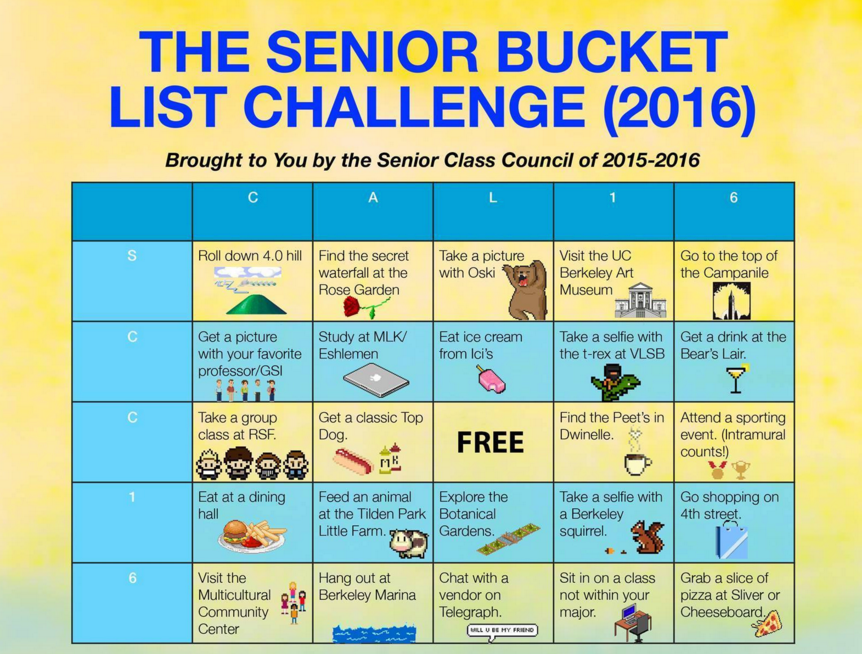 THE SENIOR BUCKET
LIST CHALLENGE (2016)
Brought to You by the Senior Class Council of 2015-2016
C A L 1 6
S
Roll down 4.0 hill
Find the secret
waterfall at the
Rose Garden
Take a picture
with Oski
Visit the UC
Berkeley Art
Museum
Go to the top of
the Campanile
C
Get a picture
with your favorite
professor/GSI
Study at MLK/
Eshlemen
Eat ice cream
from Ici's
Take a selfie with
the t-rex at VLSB
Get a drink at the
Bear's Lair.
C
Take a group
class at RSF.
Get a classic Top
Dog.
M K
FREE
Find the Peet's in
Dwinelle.
Attend a sporting
event. (Intramural
counts!)
1
Eat at a dining
hall
Feed an animal
at the Tilden Park
Little Farm.
Explore the
Botanical
Gardens.
Take a selfie with
a Berkeley
squirrel.
Go shopping on
4th street.
6
Visit the
Multicultural
Community
Center
Hang out at
Berkeley Marina
Chat with a
vendor on
Telegraph.
WILL U BE MY FRIEND
Sit in on a class
not within your
major.
Grab a slice of
pizza at Sliver or
Cheeseboard.